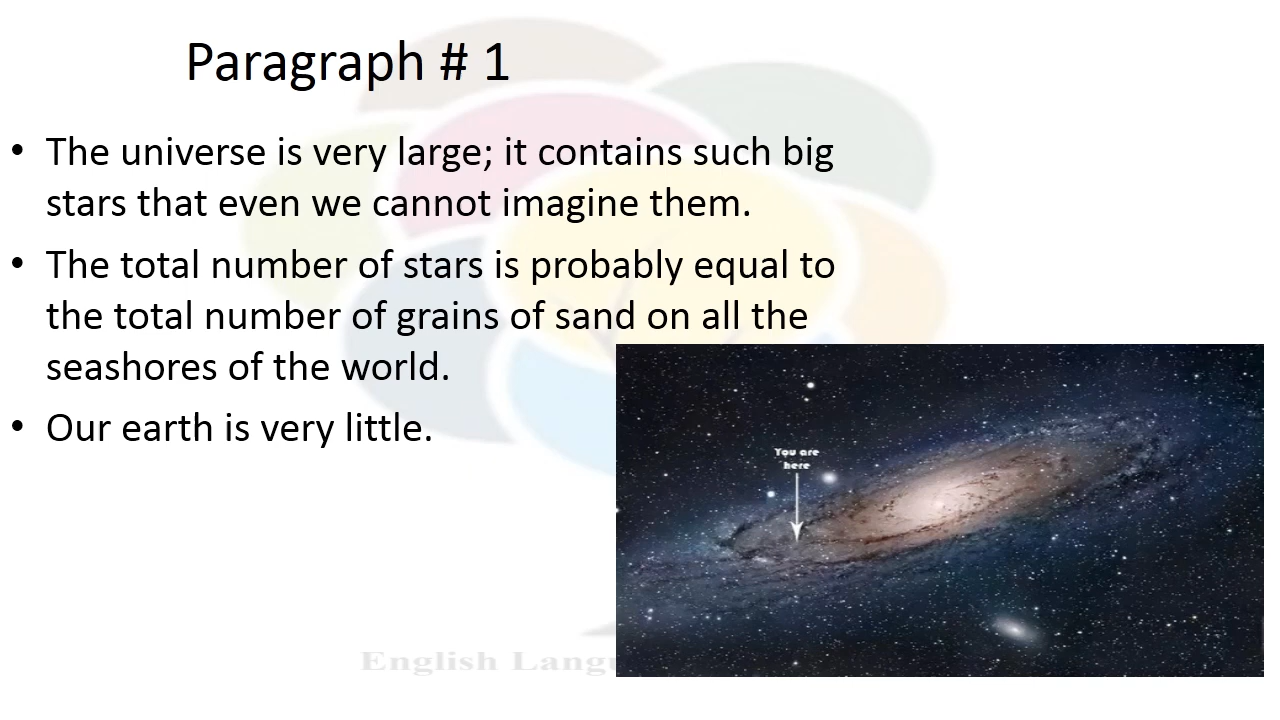 Paragraph # 1
• The universe is very large; it contains such big
stars that even we cannot imagine them.
• The total number of stars is probably equal to
the total number of grains of sand on all the
seashores of the world.
• Our earth is very little.
You are
here
English